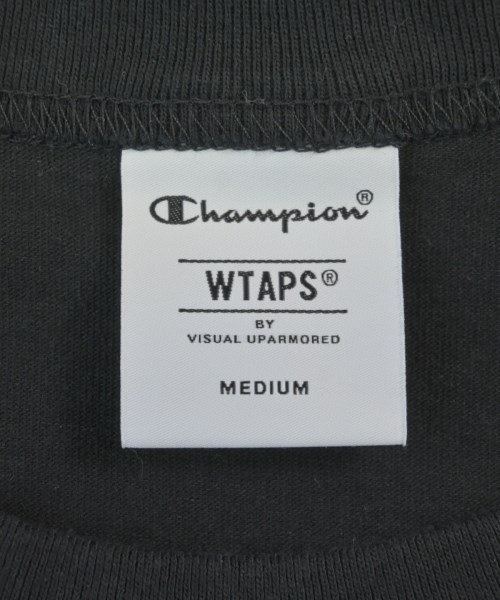 Champion®
WTAPS®
BY
VISUAL UPARMORED
MEDIUM